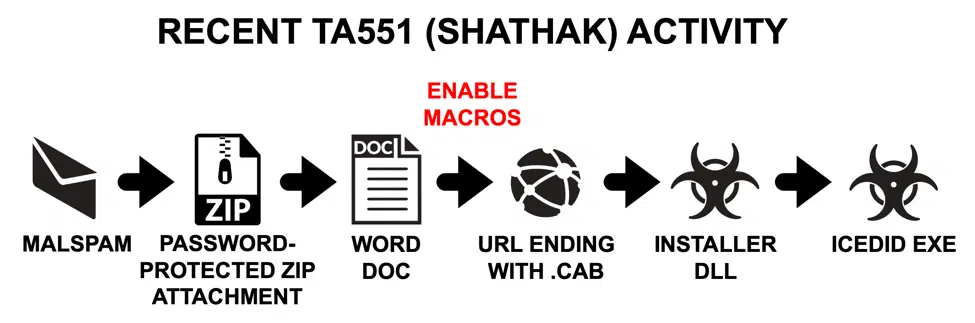 RECENT TA551 (SHATHAK) ACTIVITY
ENABLE
MACROS
ZIP
DOC
MALSPAM
PASSWORD-
PROTECTED ZIP
ATTACHMENT
WORD
DOC
URL ENDING
WITH .CAB
INSTALLER
DLL
ICEDID EXE